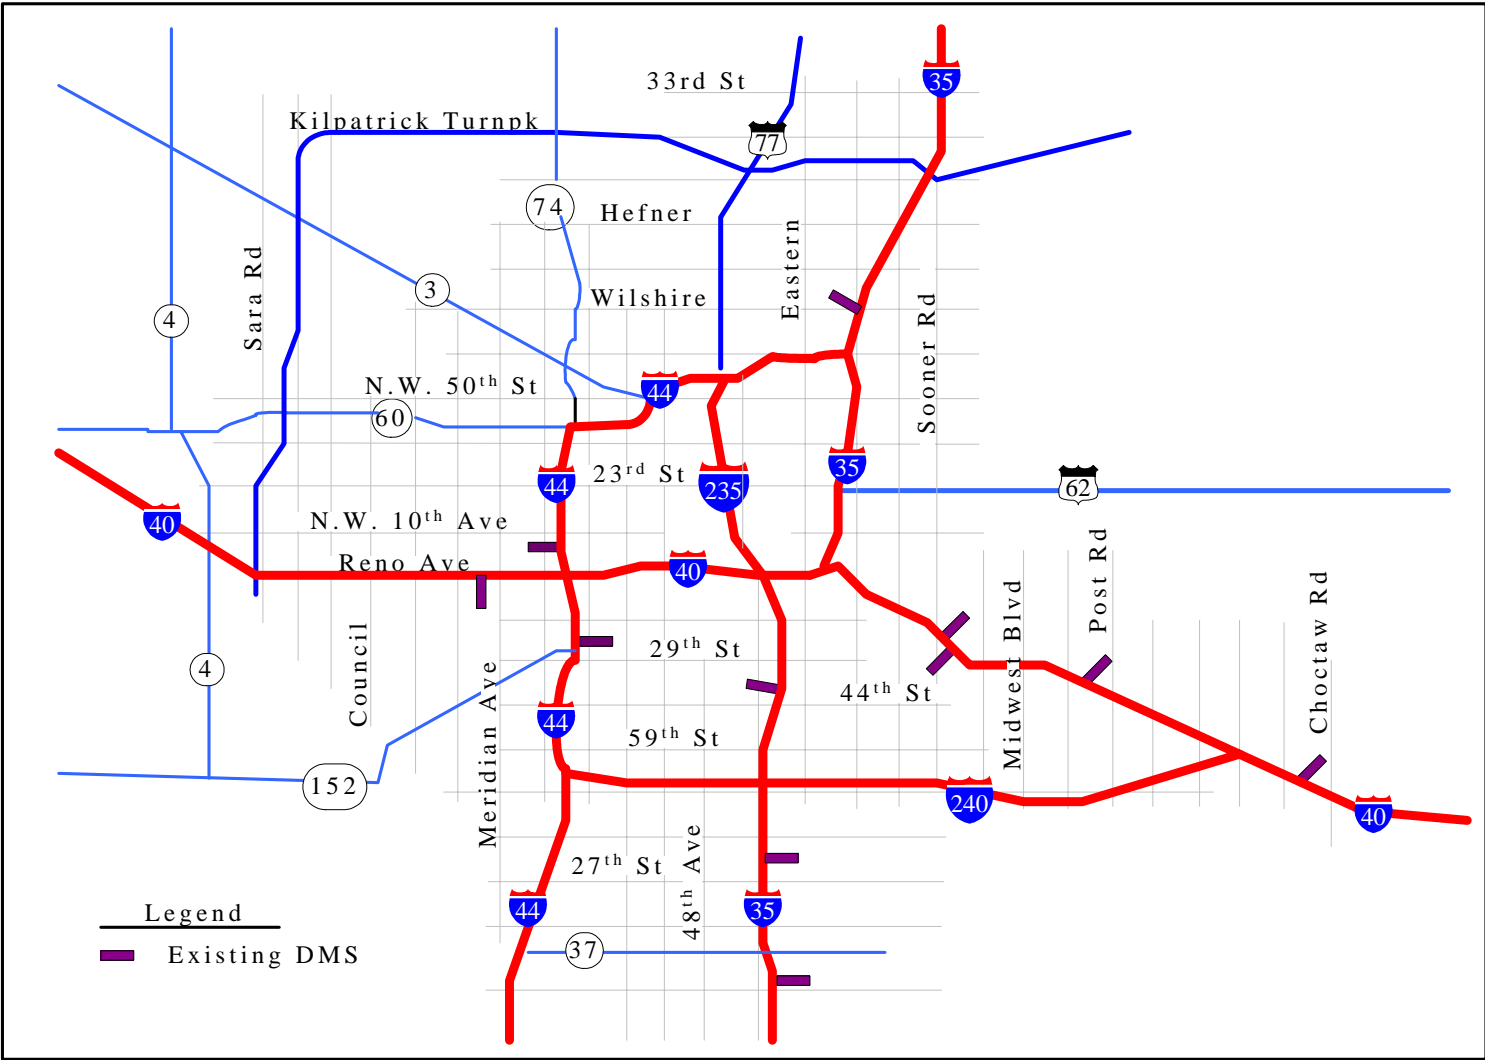 33rd St
35
Kilpatrick Turnpk
77
74
Hefner
Eastern
Sara Rd
3
Wilshire
4
Sooner Rd
N.W. 50th St
44
60
23rd St
35
44
235
62
N.W. 10th Ave
40
Reno Ave
40
Post Rd
Midwest Blvd
Choctaw Rd
29th St
4
Council
44th St
Meridian Ave
44
59th St
152
240
40
27th St
48th Ave
44
35
Legend
37
Existing DMS